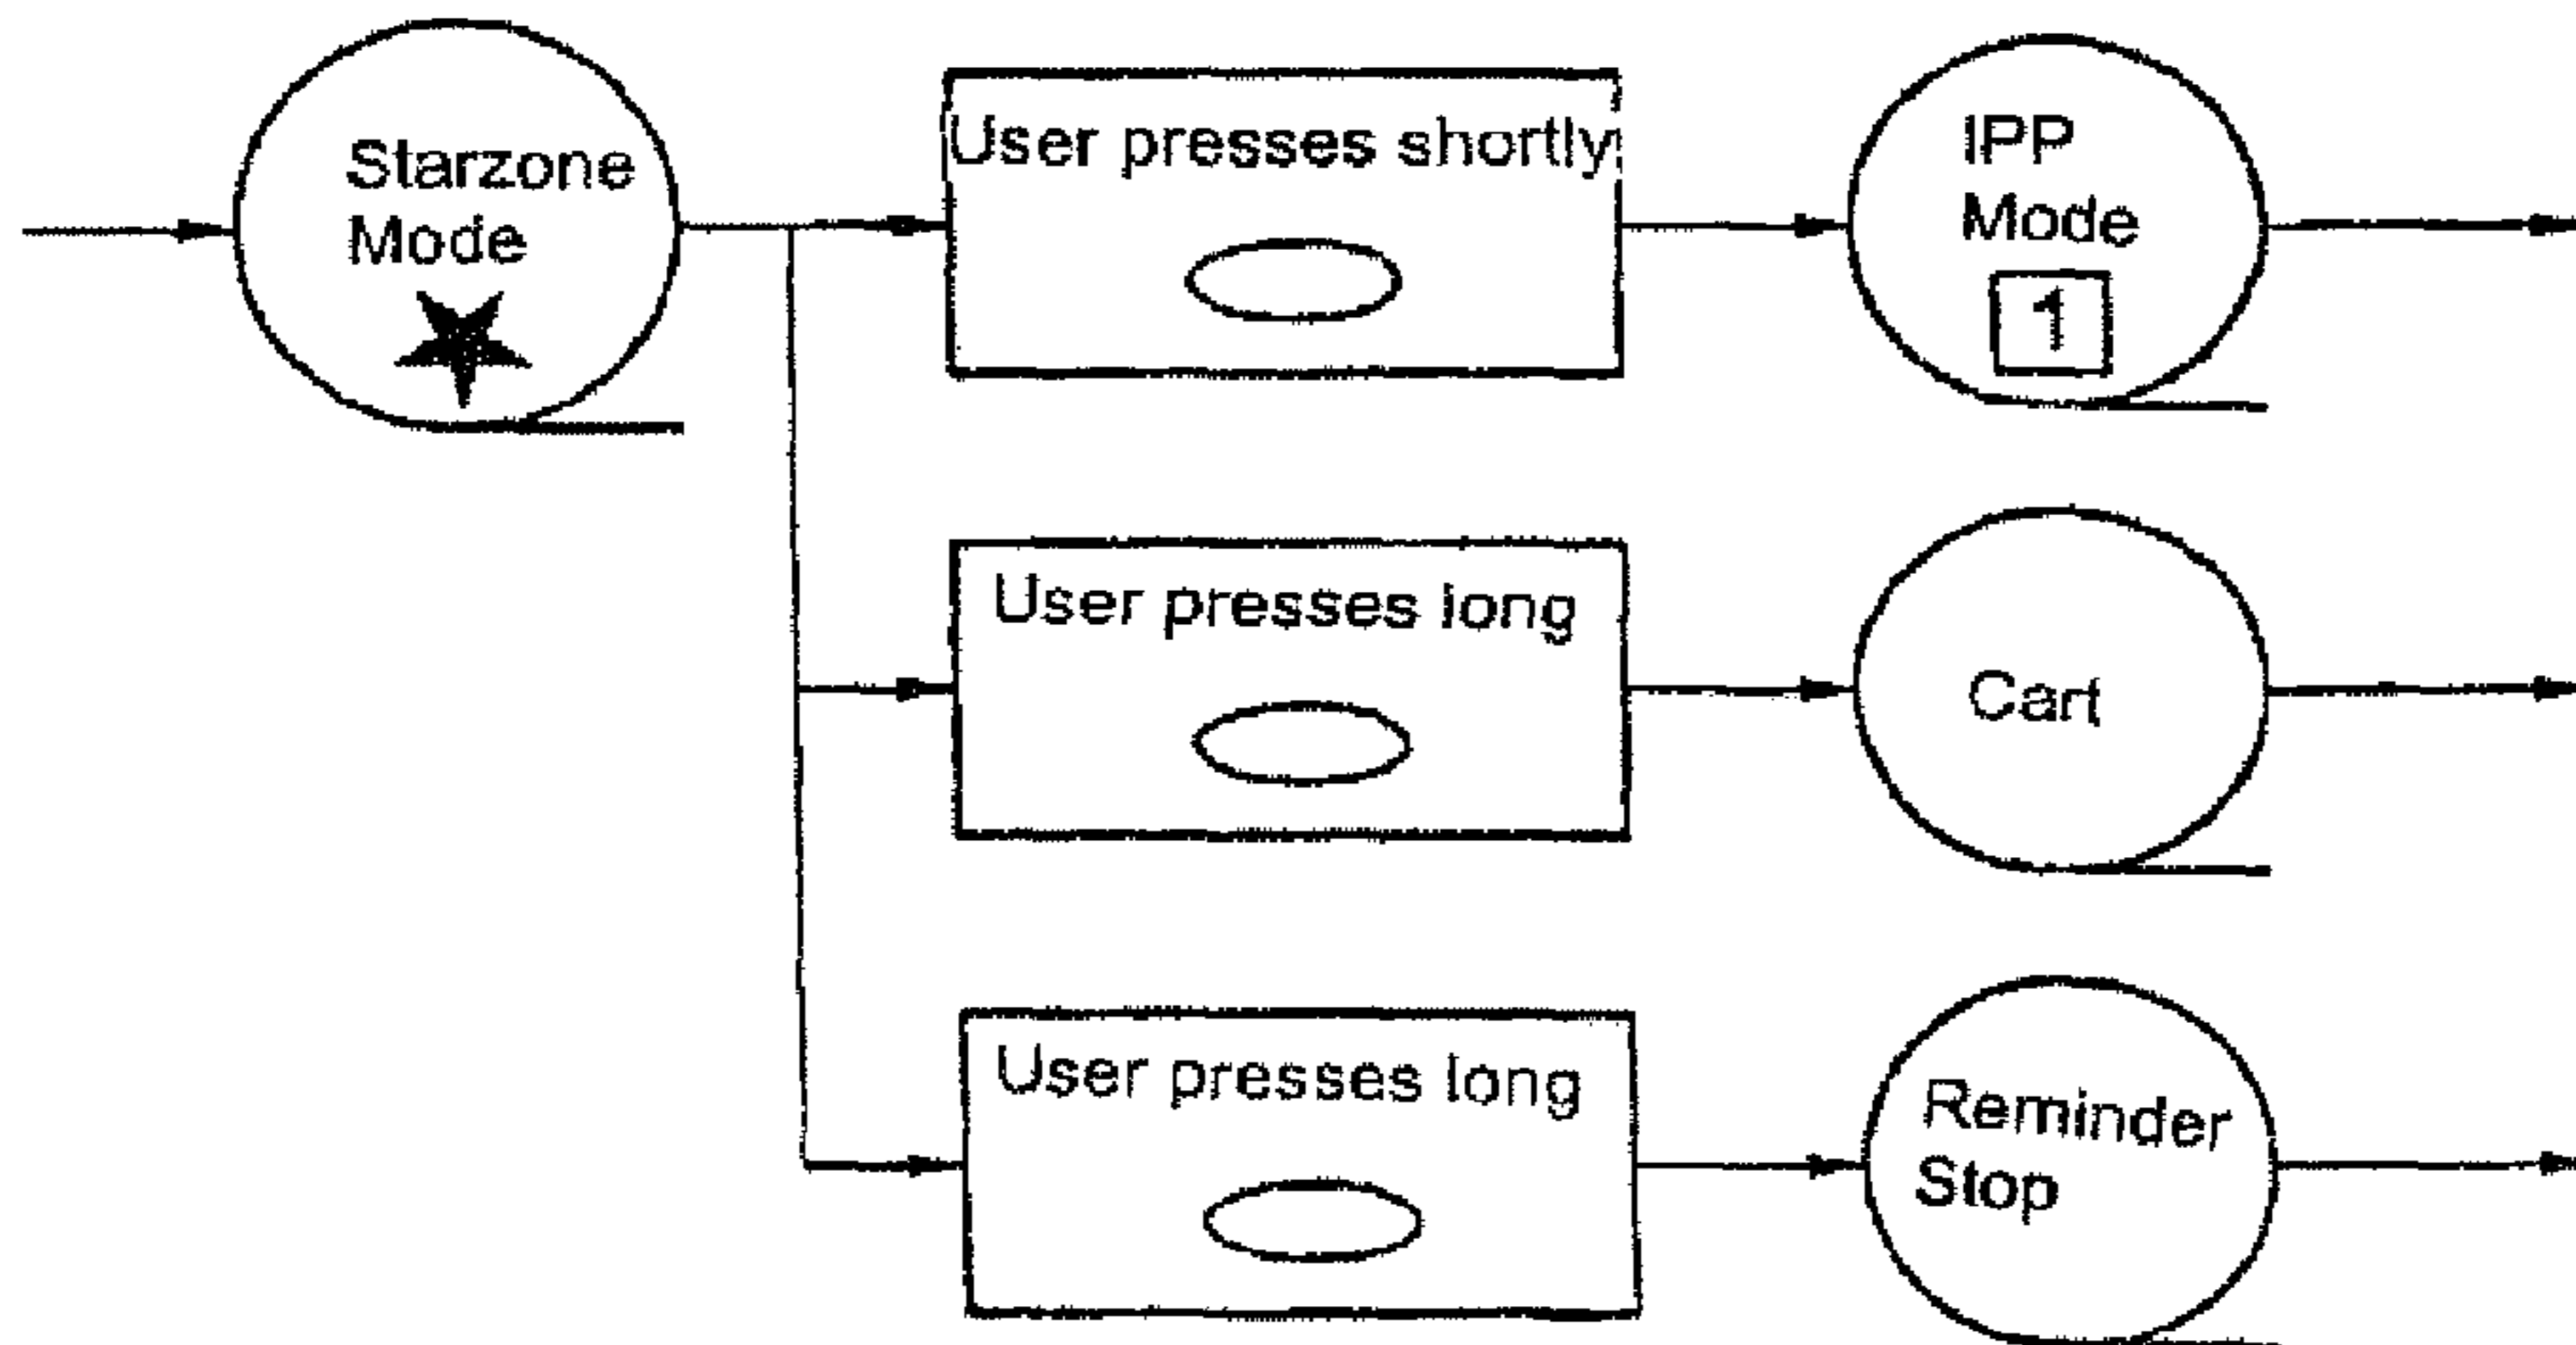 Starzone
Mode
User presses shortly
IPP
Mode
1
User presses long
Cart
User presses long
Reminder
Stop